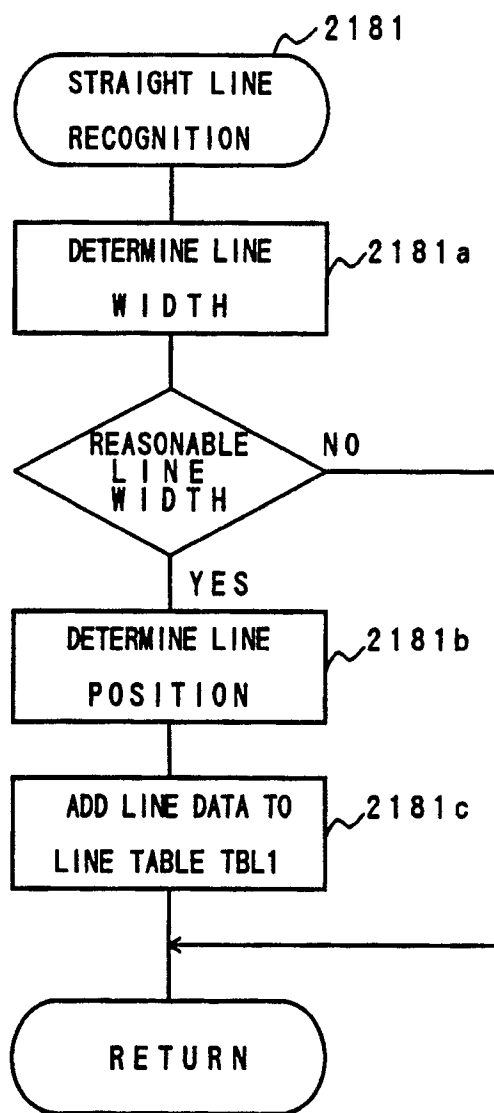 2181
STRAIGHT LINE
RECOGNITION
DETERMINE LINE
WIDTH
2181a
REASONABLE
LINE
WIDTH
NO
YES
DETERMINE LINE
POSITION
2181b
ADD LINE DATA TO
LINE TABLE TBL1
2181c
RETURN